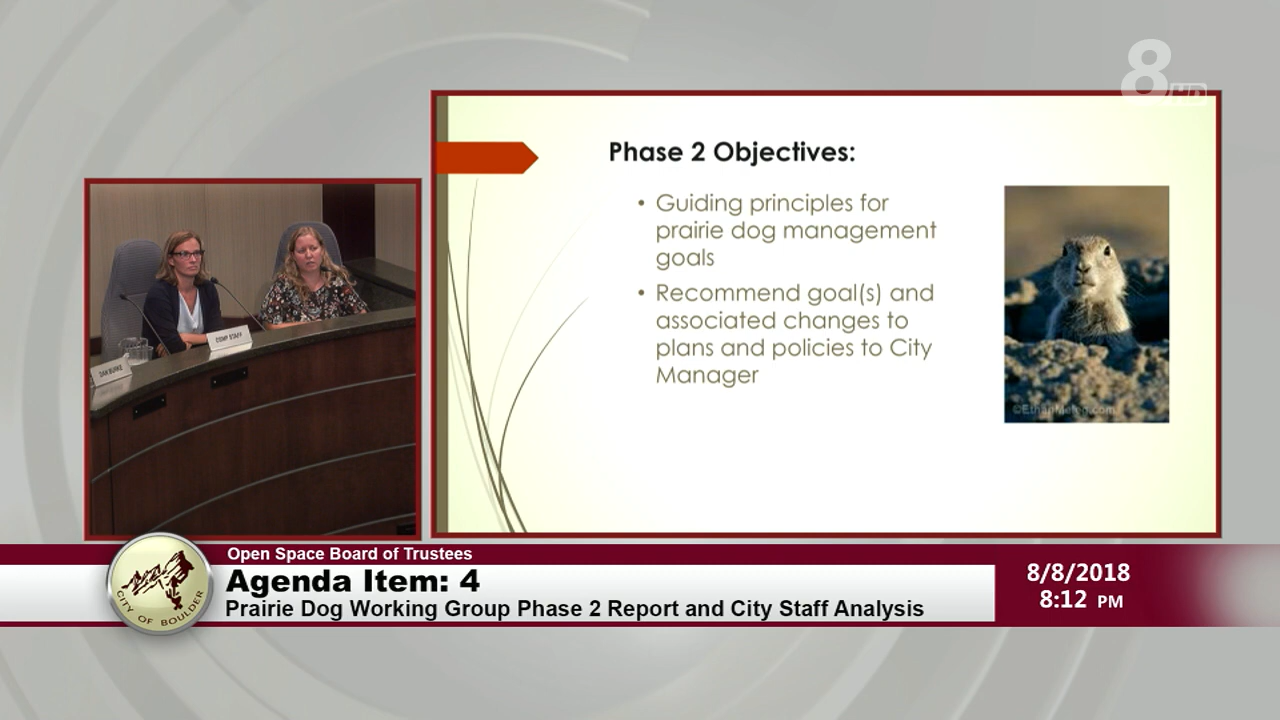 8
HD
Phase 2 Objectives:
• Guiding principles for
prairie dog management
goals
• Recommend goal(s) and
associated changes to
plans and policies to City
Manager
©EthanMeleg.com
OSMP STAFF
DAN BURKE
Open Space Board of Trustees
Agenda Item: 4
Prairie Dog Working Group Phase 2 Report and City Staff Analysis
CITY OF BOULDER
8/8/2018
8:12 PM